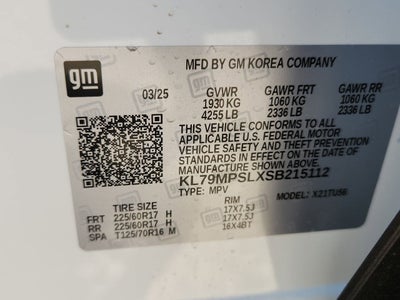 gm
MFD BY GM KOREA COMPANY
03/25 GVWR GAWR FRT GAWR RR
1930 KG 1060 KG 1060 KG
4255 LB 2336 LB 2336 LB
THIS VEHICLE CONFORMS TO ALL
APPLICABLE U.S. FEDERAL MOTOR
VEHICLE SAFETY AND THEFT PREVENTION
STANDARDS IN EFFECT ON THE DATE OF
MANUFACTURE SHOWN ABOVE.
KL79MPSLXSB215112
TYPE: MPV MODEL: X21TU56
TIRE SIZE RIM
FRT 225/60R17 H 17X7.5J
RR 225/60R17 H 17X7.5J
SPA T125/70R16 M 16X4BT